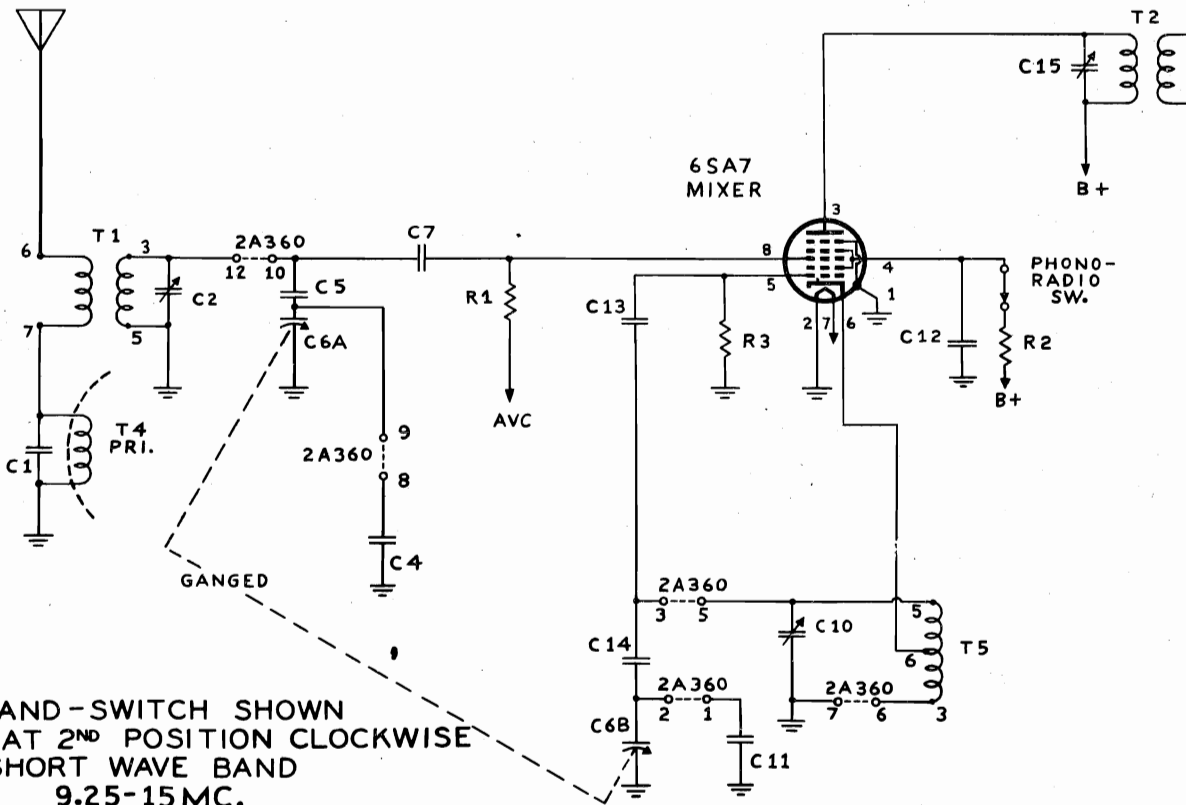 T2
C15
B+
6SA7
MIXER
3
6
T1
3
2A360
12 10
C7
8
4
PHONO-
RADIO
SW.
C2
C5
R1
5
1
7
5
C6A
C13
R3
2 7 6
C12
R2
B+
AVC
T4
PRI.
C1
9
2A360
8
C4
GANGED
2A360
3 5
C10
5
T5
6
C14
2A360
2 1
2A360
7 6
3
C6B
C11
AND-SWITCH SHOWN
AT 2ND POSITION CLOCKWISE
SHORT WAVE BAND
9.25-15MC.